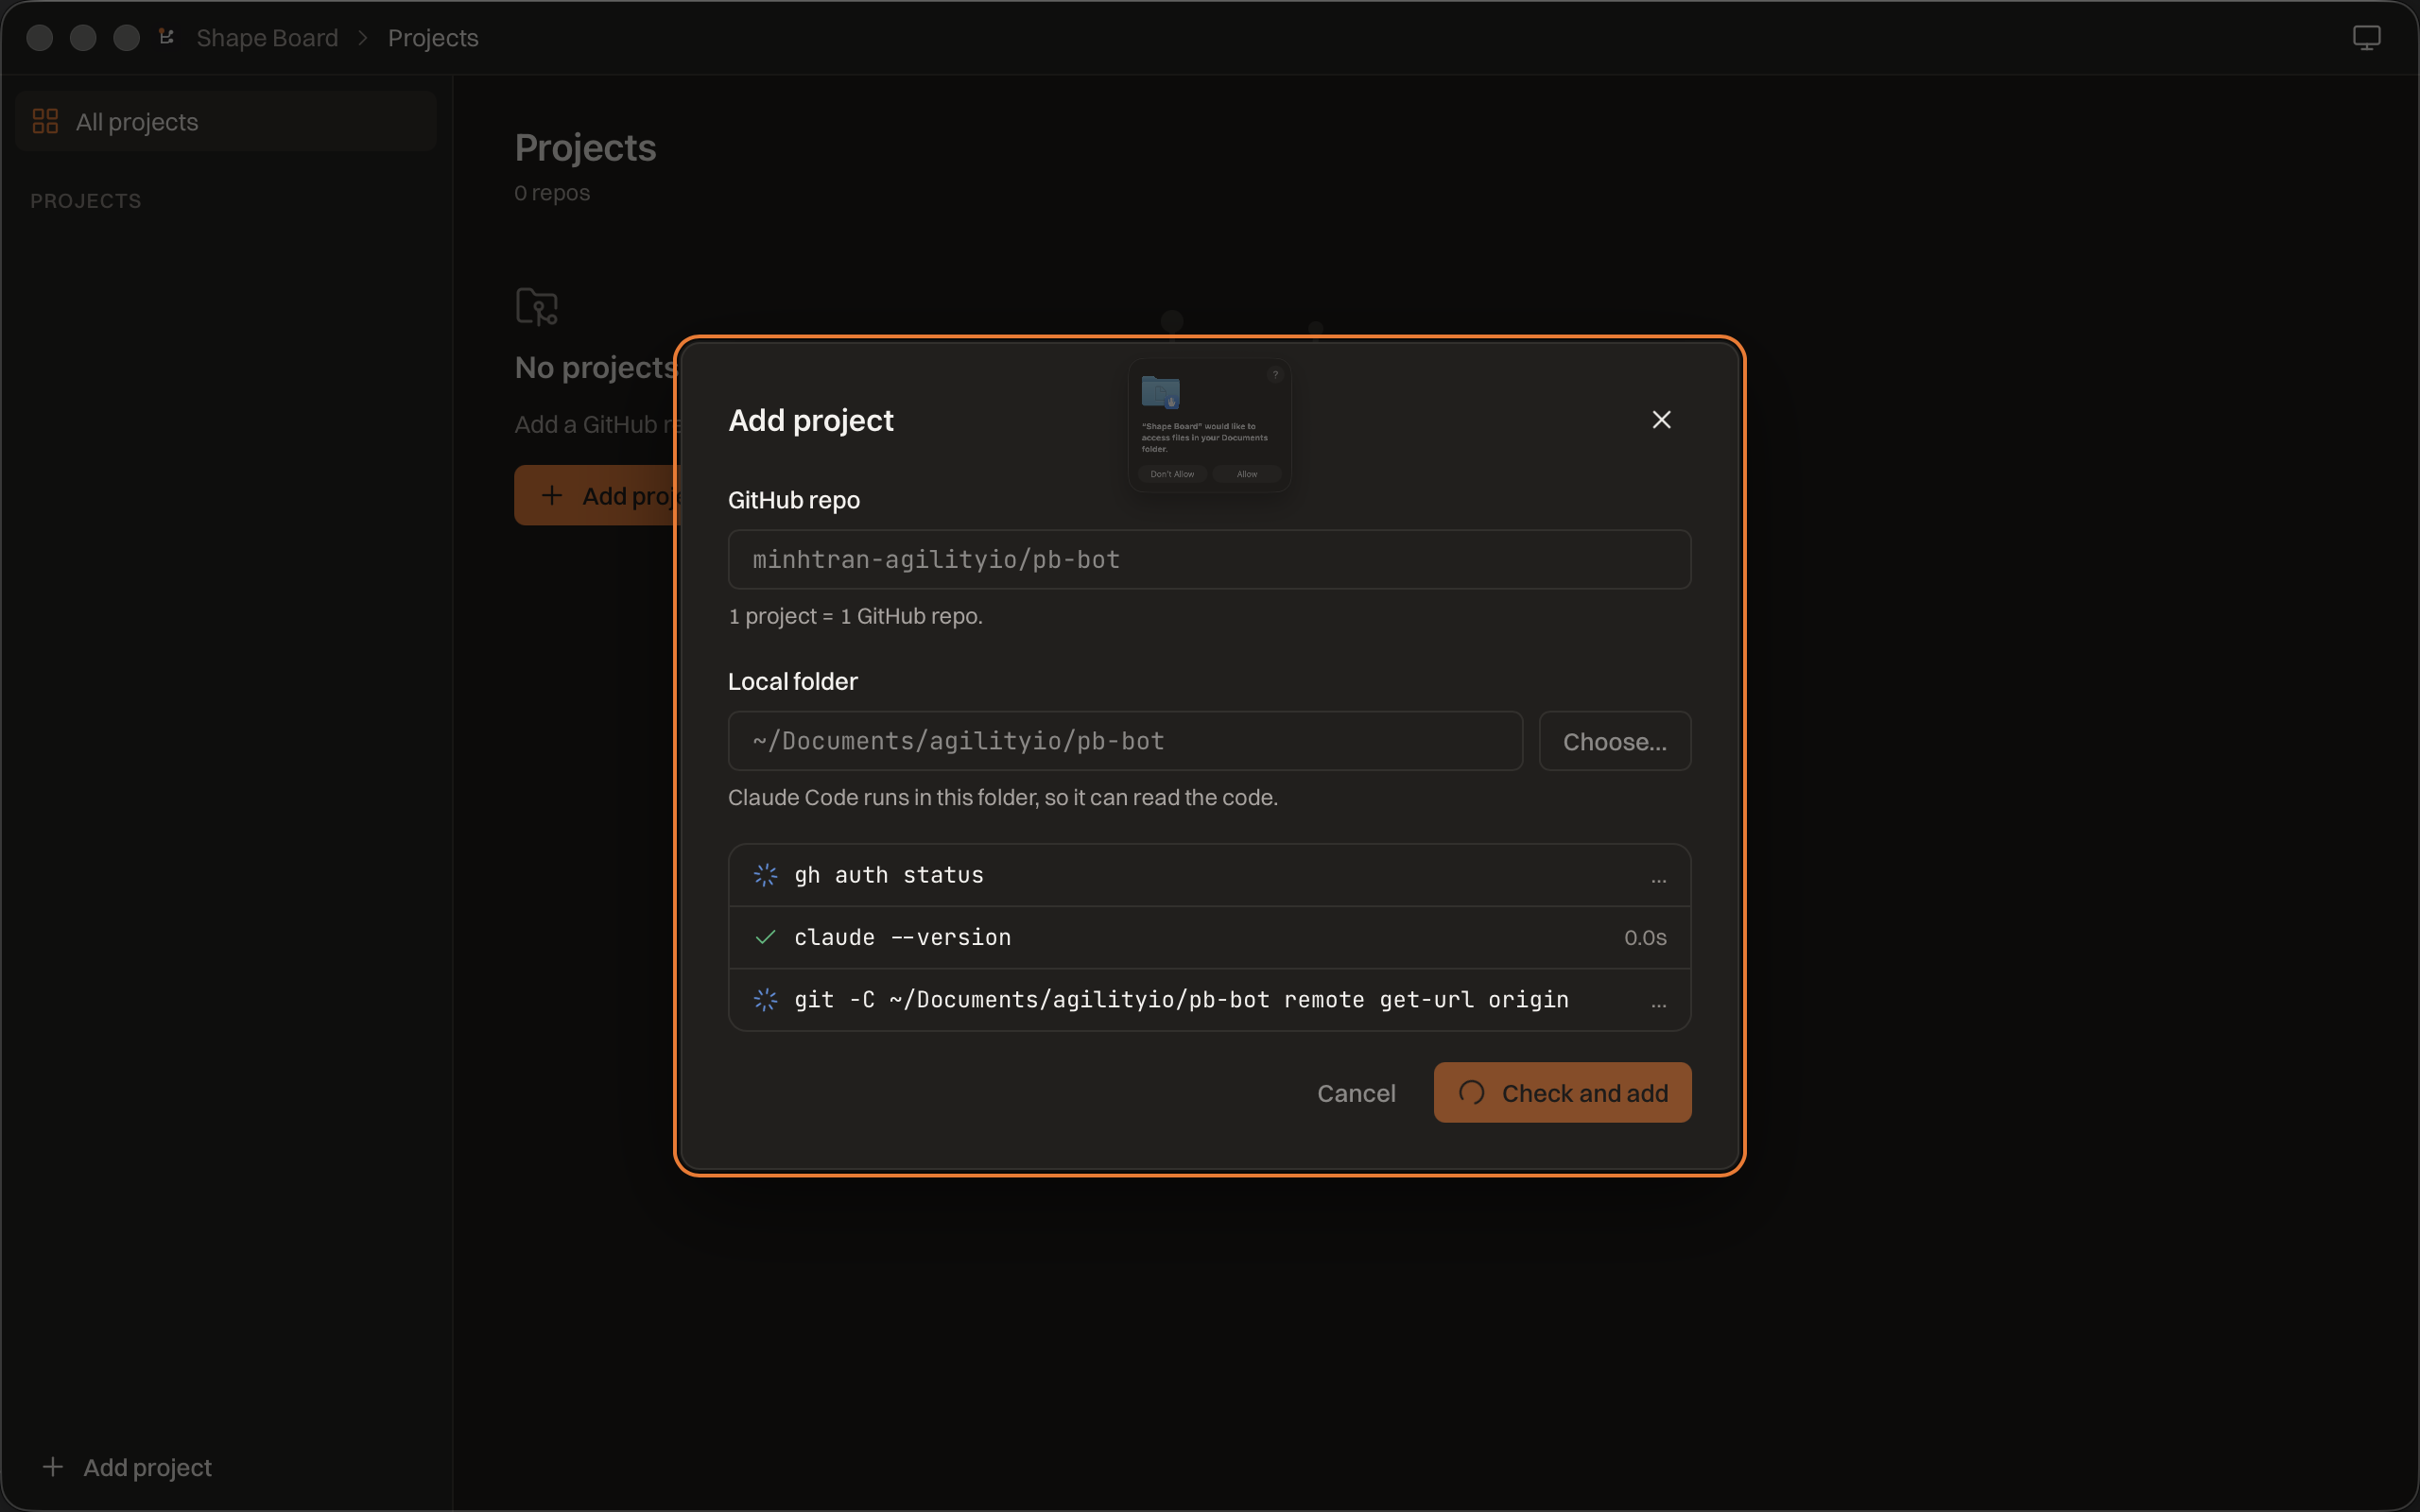 Shape Board > Projects
All projects
PROJECTS
Projects
0 repos
No projects
Add a GitHub re
Add proje
Add project
?
“Shape Board” would like to
access files in your Documents
folder.
Don't Allow
Allow
GitHub repo
minhtran-agilityio/pb-bot
1 project = 1 GitHub repo.
Local folder
~/Documents/agilityio/pb-bot
Choose...
Claude Code runs in this folder, so it can read the code.
gh auth status ...
claude --version 0.0s
git -C ~/Documents/agilityio/pb-bot remote get-url origin ...
Cancel
Check and add
Add project